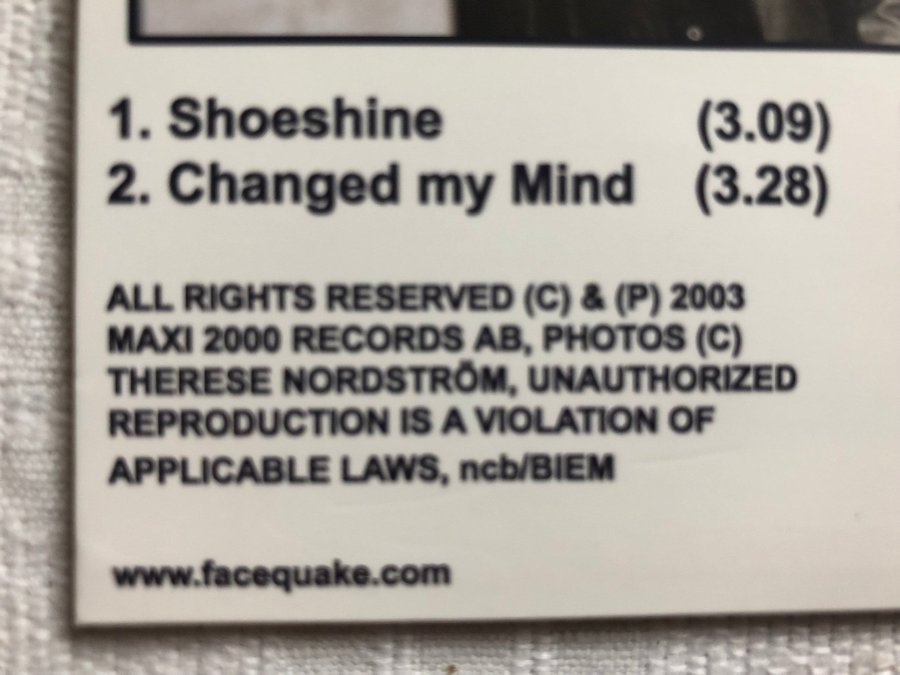 1. Shoeshine (3.09)
2. Changed my Mind (3.28)
ALL RIGHTS RESERVED (C) & (P) 2003
MAXI 2000 RECORDS AB, PHOTOS (C)
THERESE NORDSTRÖM, UNAUTHORIZED
REPRODUCTION IS A VIOLATION OF
APPLICABLE LAWS, ncb/BIEM
www.facequake.com